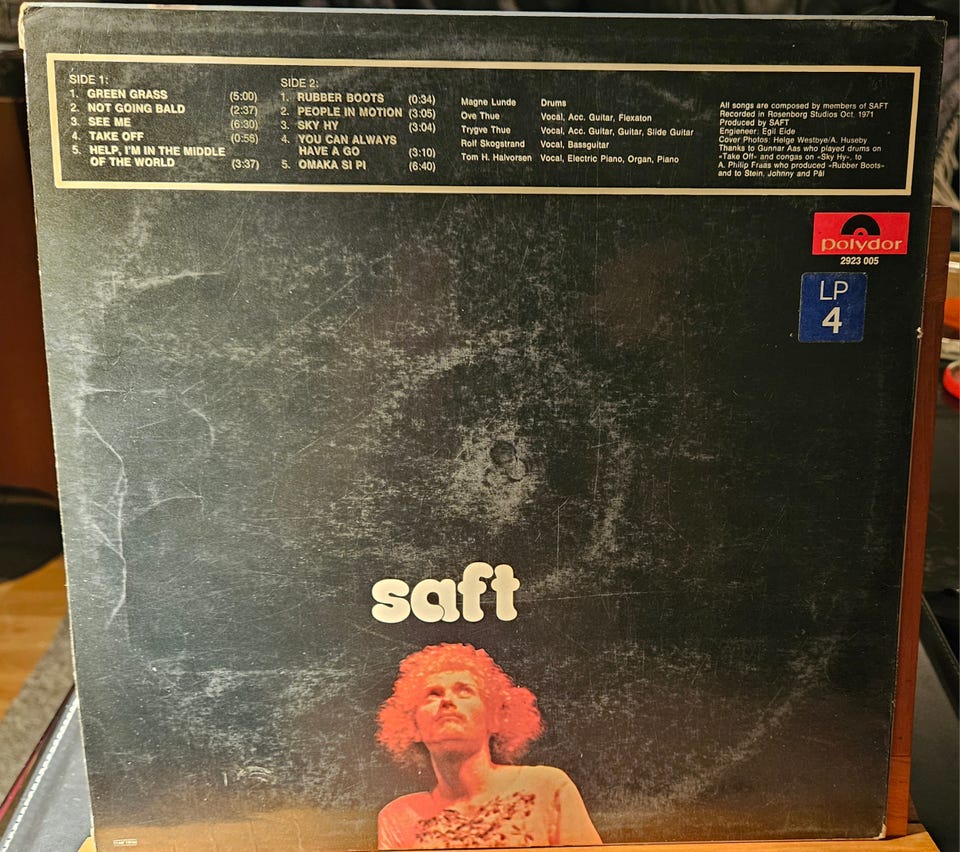 SIDE 1:
1. GREEN GRASS (5:00)
2. NOT GOING BALD (2:37)
3. SEE ME (6:30)
4. TAKE OFF (0:55)
5. HELP, I'M IN THE MIDDLE
OF THE WORLD (3:37)
SIDE 2:
1. RUBBER BOOTS (0:34)
2. PEOPLE IN MOTION (3:05)
3. SKY HY (3:04)
4. YOU CAN ALWAYS
HAVE A GO (3:10)
5. OMAKA SI PI (6:40)
Magne Lunde Drums
Ove Thue Vocal, Acc. Guitar, Flexaton
Trygve Thue Vocal, Acc. Guitar, Guitar, Slide Guitar
Rolf Skogstrand Vocal, Bassguitar
Tom H. Halvorsen Vocal, Electric Piano, Organ, Piano
All songs are composed by members of SAFT
Recorded in Rosenborg Studios Oct. 1971
Produced by SAFT
Engieneer: Egil Eide
Cover Photos: Helge Westbye/A. Huseby
Thanks to Gunnar Aas who played drums on
«Take Off» and congas on «Sky Hy», to
A. Philip Fraas who produced «Rubber Boots»
and to Stein, Johnny and Pål
polydor
2923 005
LP
4
saft